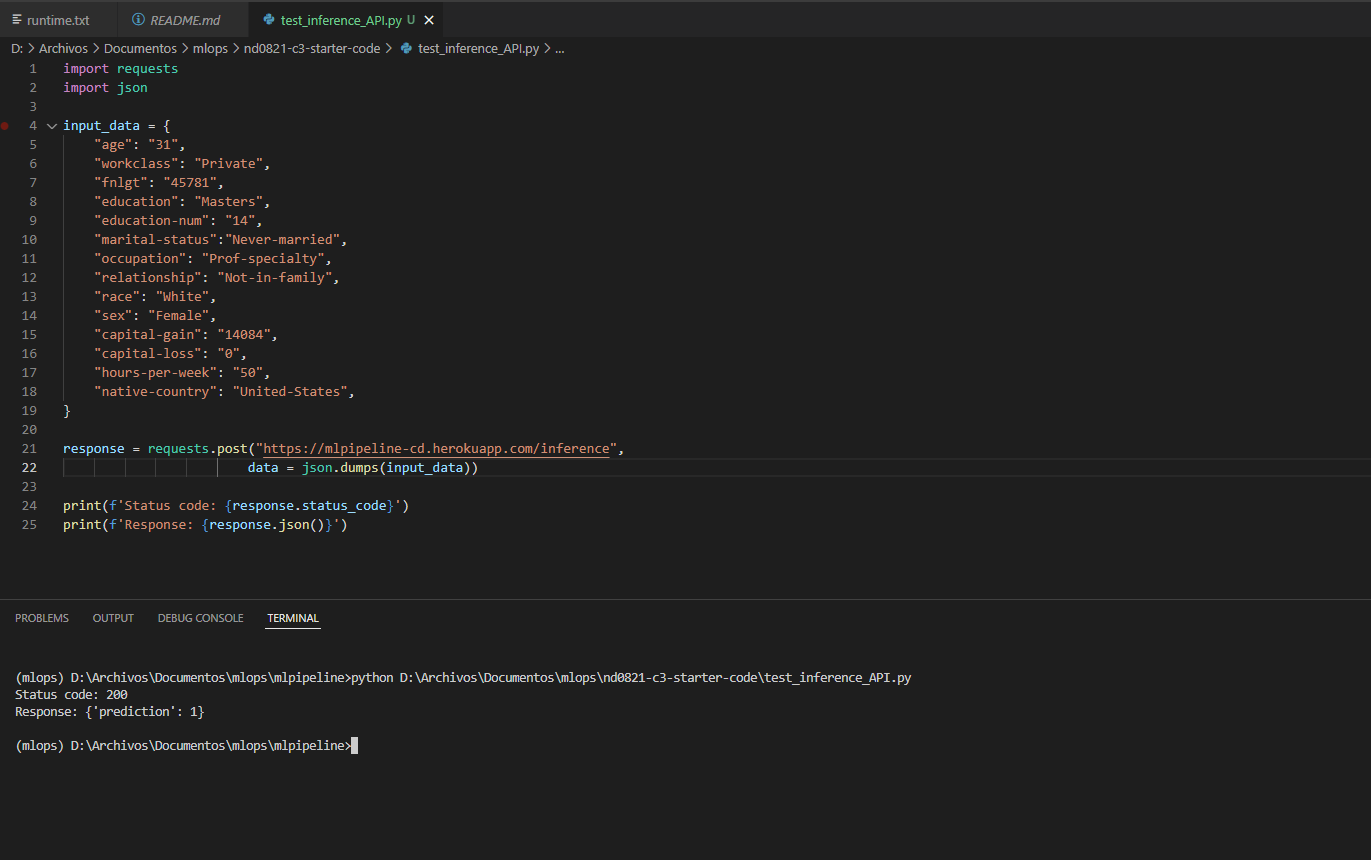 runtime.txt README.md test_inference_API.py U
D: > Archivos > Documentos > mlops > nd0821-c3-starter-code > test_inference_API.py > ...
1 import requests
2 import json
3
4 input_data = {
5 "age": "31",
6 "workclass": "Private",
7 "fnlgt": "45781",
8 "education": "Masters",
9 "education-num": "14",
10 "marital-status":"Never-married",
11 "occupation": "Prof-specialty",
12 "relationship": "Not-in-family",
13 "race": "White",
14 "sex": "Female",
15 "capital-gain": "14084",
16 "capital-loss": "0",
17 "hours-per-week": "50",
18 "native-country": "United-States",
19 }
20
21 response = requests.post("https://mlpipeline-cd.herokuapp.com/inference",
22 data = json.dumps(input_data))
23
24 print(f'Status code: {response.status_code}')
25 print(f'Response: {response.json()}')
PROBLEMS OUTPUT DEBUG CONSOLE TERMINAL
(mlops) D:\Archivos\Documentos\mlops\mlpipeline>python D:\Archivos\Documentos\mlops\nd0821-c3-starter-code\test_inference_API.py
Status code: 200
Response: {'prediction': 1}
(mlops) D:\Archivos\Documentos\mlops\mlpipeline>